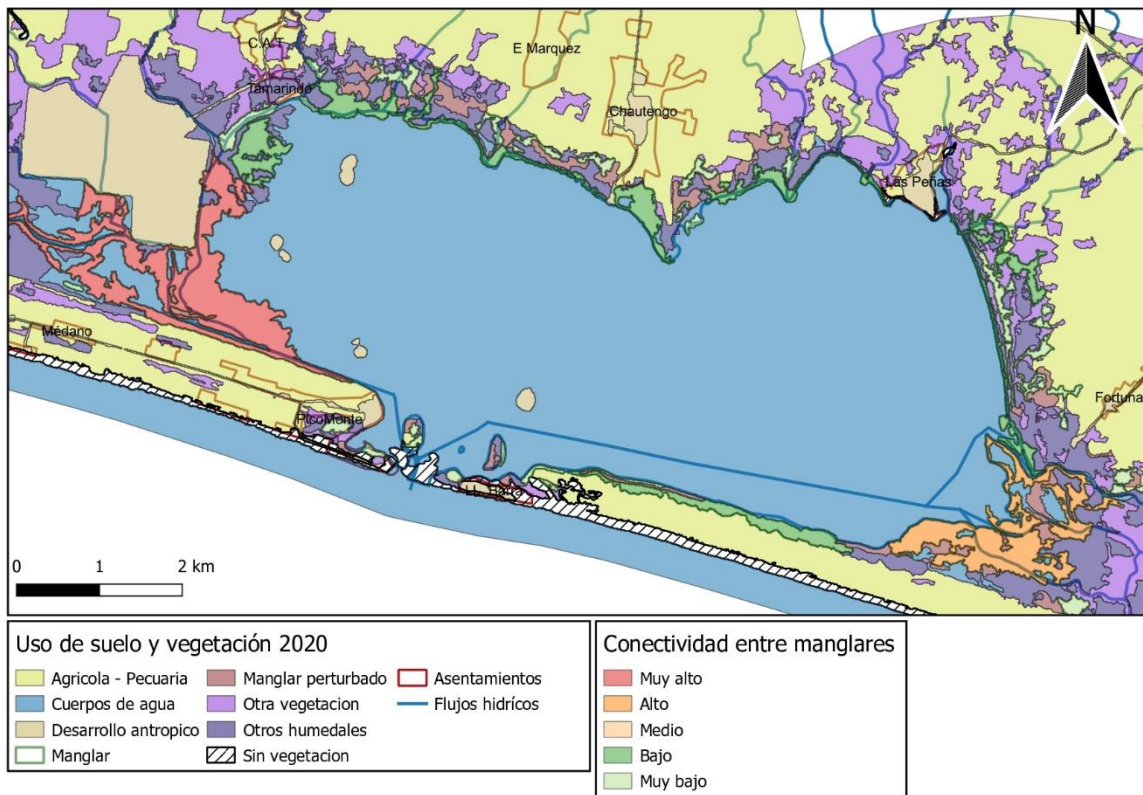 N
C.A.T.
E Marquez
Tamarindo
Chautengo
Las Peñas
Médano
Fortuna
PicoMonte
0 1 2 km
Uso de suelo y vegetación 2020
Agricola - Pecuaria
Cuerpos de agua
Desarrollo antropico
Manglar
Manglar perturbado
Otra vegetacion
Otros humedales
Sin vegetacion
Asentamientos
Flujos hidrícos
Conectividad entre manglares
Muy alto
Alto
Medio
Bajo
Muy bajo